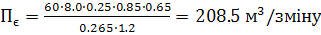 Пє = 60·8.0·0.25·0.85·0.65 / 0.265·1.2 = 208.5 м³/зміну